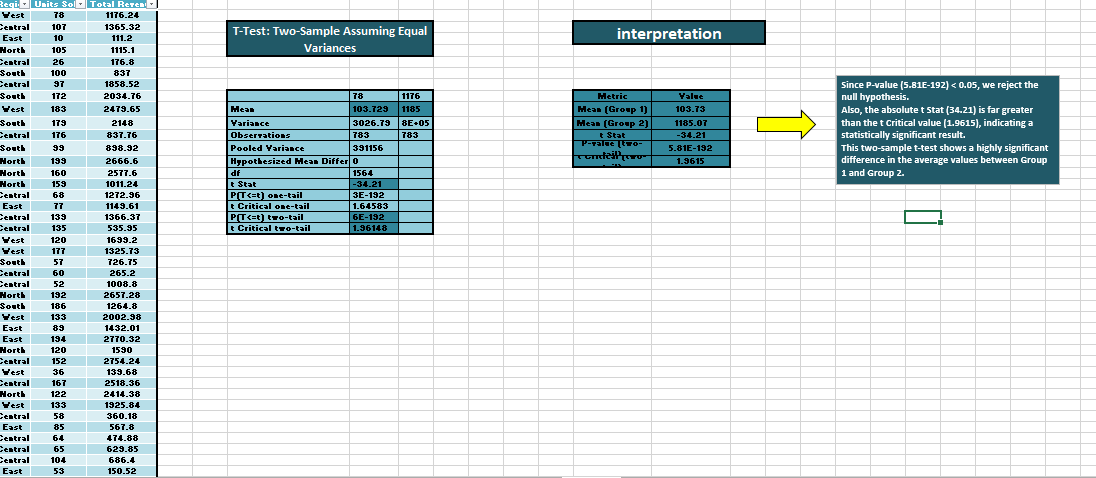 Units Sol Total Reven
West 78 1176.24
Central 107 1365.32
East 10 111.2
North 105 1115.1
Central 26 176.8
South 100 837
Central 97 1858.52
South 172 2034.76
West 183 2479.65
South 179 2148
Central 176 837.76
South 99 898.92
North 199 2666.6
North 160 2577.6
North 159 1011.24
Central 68 1272.96
East 77 1149.61
Central 139 1366.37
Central 135 535.95
West 120 1699.2
West 177 1325.73
South 57 726.75
Central 60 265.2
Central 52 1008.8
North 192 2657.28
South 186 1264.8
West 133 2002.98
East 89 1432.01
East 194 2770.32
North 120 1590
Central 152 2754.24
West 36 139.68
Central 167 2518.36
North 122 2414.38
West 133 1925.84
Central 58 360.18
East 85 567.8
Central 64 474.88
Central 65 629.85
Central 104 686.4
East 53 150.52
T-Test: Two-Sample Assuming Equal
Variances
78 1176
Mean 103.729 1185
Variance 3026.79 8E+05
Observations 783 783
Pooled Variance 391156
Hypothesized Mean Differ 0
df 1564
t Stat -34.21
P(T<=t) one-tail 3E-192
t Critical one-tail 1.64583
P(T<=t) two-tail 6E-192
t Critical two-tail 1.96148
interpretation
Metric Value
Mean (Group 1) 103.73
Mean (Group 2) 1185.07
t Stat -34.21
P-value (two- 5.81E-192
t Critical (two- 1.9615
Since P-value (5.81E-192) < 0.05, we reject the
null hypothesis.
Also, the absolute t Stat (34.21) is far greater
than the t Critical value (1.9615), indicating a
statistically significant result.
This two-sample t-test shows a highly significant
difference in the average values between Group
1 and Group 2.